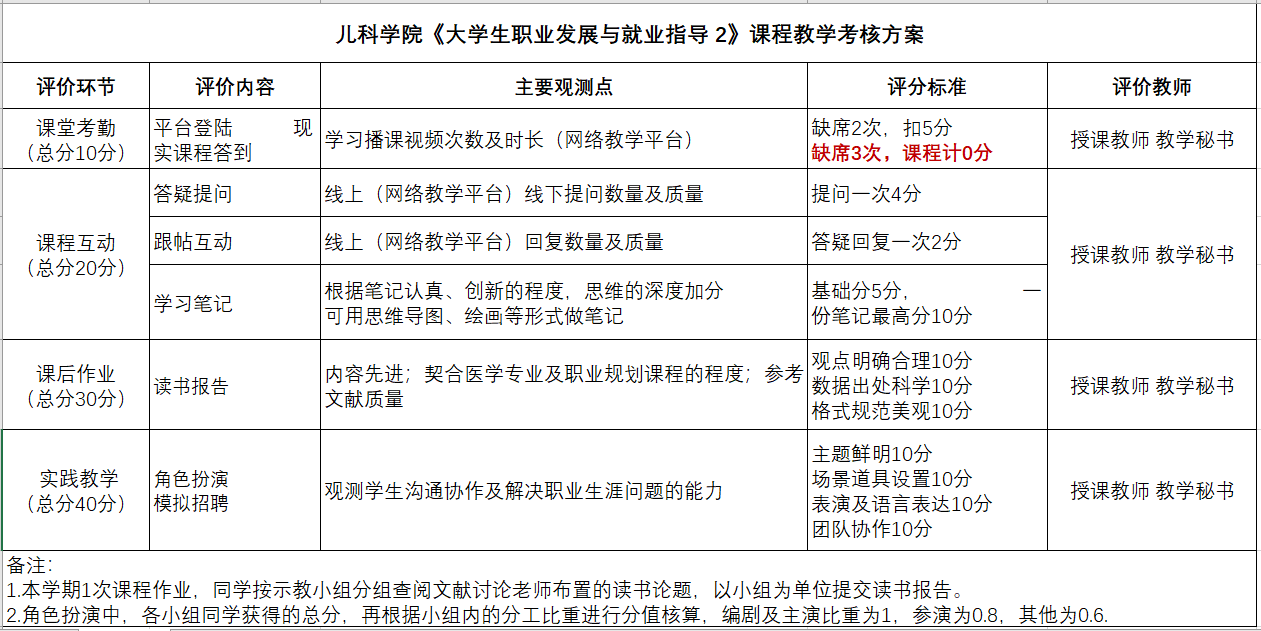 儿科学院《大学生职业发展与就业指导 2》课程教学考核方案
评价环节 评价内容 主要观测点 评分标准 评价教师
课堂考勤
（总分10分）
平台登陆 现
实课程答到
学习播课视频次数及时长（网络教学平台）
缺席2次，扣5分
缺席3次，课程计0分
授课教师 教学秘书
课程互动
（总分20分）
答疑提问
线上（网络教学平台）线下提问数量及质量
提问一次4分
跟帖互动
线上（网络教学平台）回复数量及质量
答疑回复一次2分
学习笔记
根据笔记认真、创新的程度，思维的深度加分
可用思维导图、绘画等形式做笔记
基础分5分， 一
份笔记最高分10分
授课教师 教学秘书
课后作业
（总分30分）
读书报告
内容先进；契合医学专业及职业规划课程的程度；参考
文献质量
观点明确合理10分
数据出处科学10分
格式规范美观10分
授课教师 教学秘书
实践教学
（总分40分）
角色扮演
模拟招聘
观测学生沟通协作及解决职业生涯问题的能力
主题鲜明10分
场景道具设置10分
表演及语言表达10分
团队协作10分
授课教师 教学秘书
备注：
1.本学期1次课程作业，同学按示教小组分组查阅文献讨论老师布置的读书论题，以小组为单位提交读书报告。
2.角色扮演中，各小组同学获得的总分，再根据小组内的分工比重进行分值核算，编剧及主演比重为1，参演为0.8，其他为0.6.